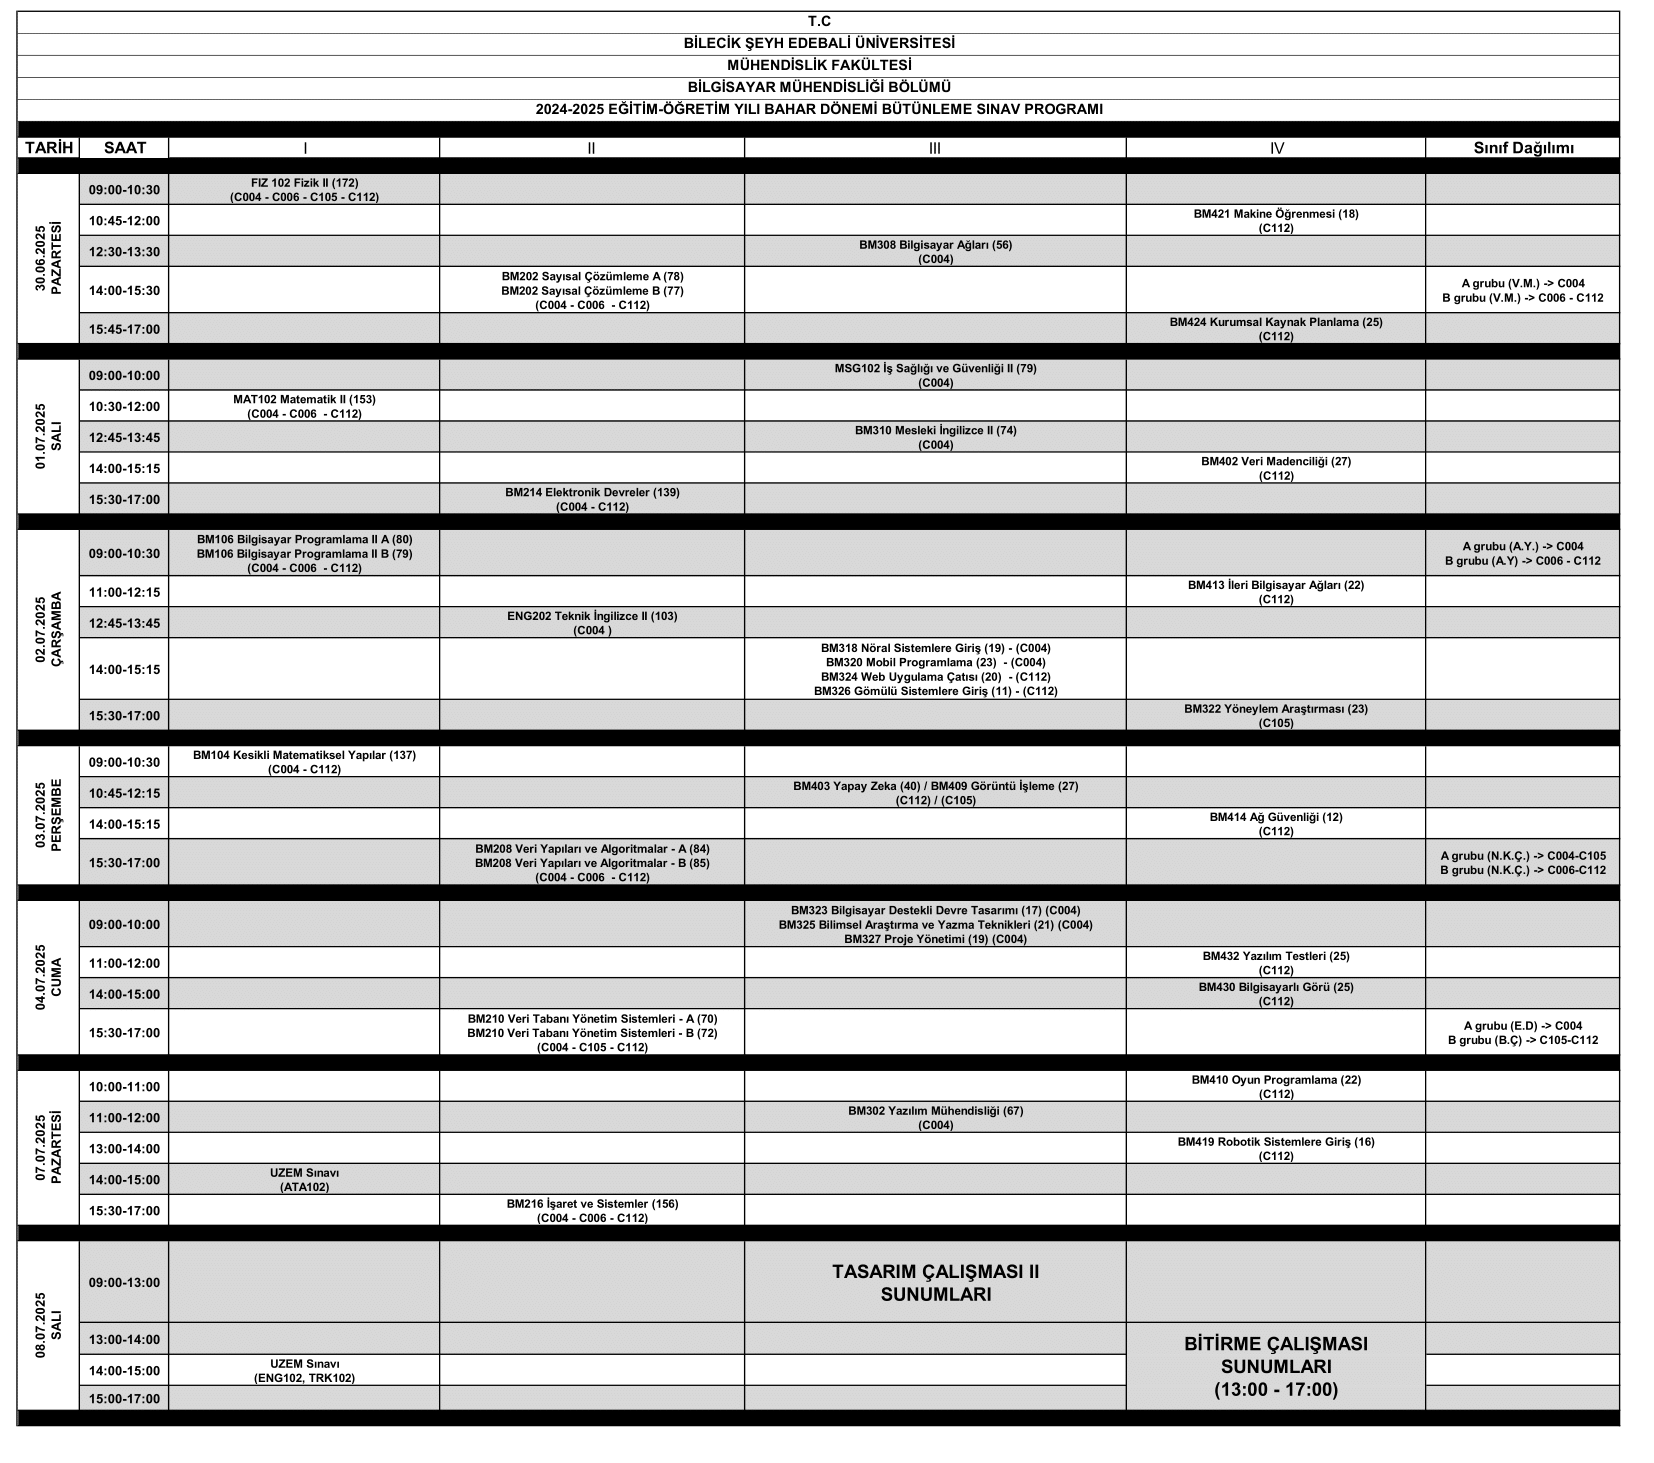 T.C
BİLECİK ŞEYH EDEBALİ ÜNİVERSİTESİ
MÜHENDİSLİK FAKÜLTESİ
BİLGİSAYAR MÜHENDİSLİĞİ BÖLÜMÜ
2024-2025 EĞİTİM-ÖĞRETİM YILI BAHAR DÖNEMİ BÜTÜNLEME SINAV PROGRAMI
TARİH SAAT I II III IV Sınıf Dağılımı
30.06.2025
PAZARTESİ
09:00-10:30
FIZ 102 Fizik II (172)
(C004 - C006 - C105 - C112)
10:45-12:00
BM421 Makine Öğrenmesi (18)
(C112)
12:30-13:30
BM308 Bilgisayar Ağları (56)
(C004)
14:00-15:30
BM202 Sayısal Çözümleme A (78)
BM202 Sayısal Çözümleme B (77)
(C004 - C006 - C112)
A grubu (V.M.) -> C004
B grubu (V.M.) -> C006 - C112
15:45-17:00
BM424 Kurumsal Kaynak Planlama (25)
(C112)
01.07.2025
SALI
09:00-10:00
MSG102 İş Sağlığı ve Güvenliği II (79)
(C004)
10:30-12:00
MAT102 Matematik II (153)
(C004 - C006 - C112)
12:45-13:45
BM310 Mesleki İngilizce II (74)
(C004)
14:00-15:15
BM402 Veri Madenciliği (27)
(C112)
15:30-17:00
BM214 Elektronik Devreler (139)
(C004 - C112)
02.07.2025
ÇARŞAMBA
09:00-10:30
BM106 Bilgisayar Programlama II A (80)
BM106 Bilgisayar Programlama II B (79)
(C004 - C006 - C112)
A grubu (A.Y.) -> C004
B grubu (A.Y) -> C006 - C112
11:00-12:15
BM413 İleri Bilgisayar Ağları (22)
(C112)
12:45-13:45
ENG202 Teknik İngilizce II (103)
(C004 )
14:00-15:15
BM318 Nöral Sistemlere Giriş (19) - (C004)
BM320 Mobil Programlama (23) - (C004)
BM324 Web Uygulama Çatısı (20) - (C112)
BM326 Gömülü Sistemlere Giriş (11) - (C112)
15:30-17:00
BM322 Yöneylem Araştırması (23)
(C105)
03.07.2025
PERŞEMBE
09:00-10:30
BM104 Kesikli Matematiksel Yapılar (137)
(C004 - C112)
10:45-12:15
BM403 Yapay Zeka (40) / BM409 Görüntü İşleme (27)
(C112) / (C105)
14:00-15:15
BM414 Ağ Güvenliği (12)
(C112)
15:30-17:00
BM208 Veri Yapıları ve Algoritmalar - A (84)
BM208 Veri Yapıları ve Algoritmalar - B (85)
(C004 - C006 - C112)
A grubu (N.K.Ç.) -> C004-C105
B grubu (N.K.Ç.) -> C006-C112
04.07.2025
CUMA
09:00-10:00
BM323 Bilgisayar Destekli Devre Tasarımı (17) (C004)
BM325 Bilimsel Araştırma ve Yazma Teknikleri (21) (C004)
BM327 Proje Yönetimi (19) (C004)
11:00-12:00
BM432 Yazılım Testleri (25)
(C112)
14:00-15:00
BM430 Bilgisayarlı Görü (25)
(C112)
15:30-17:00
BM210 Veri Tabanı Yönetim Sistemleri - A (70)
BM210 Veri Tabanı Yönetim Sistemleri - B (72)
(C004 - C105 - C112)
A grubu (E.D) -> C004
B grubu (B.Ç) -> C105-C112
07.07.2025
PAZARTESİ
10:00-11:00
BM410 Oyun Programlama (22)
(C112)
11:00-12:00
BM302 Yazılım Mühendisliği (67)
(C004)
13:00-14:00
BM419 Robotik Sistemlere Giriş (16)
(C112)
14:00-15:00
UZEM Sınavı
(ATA102)
15:30-17:00
BM216 İşaret ve Sistemler (156)
(C004 - C006 - C112)
08.07.2025
SALI
09:00-13:00
TASARIM ÇALIŞMASI II
SUNUMLARI
13:00-14:00
BİTİRME ÇALIŞMASI
SUNUMLARI
(13:00 - 17:00)
14:00-15:00
UZEM Sınavı
(ENG102, TRK102)
15:00-17:00